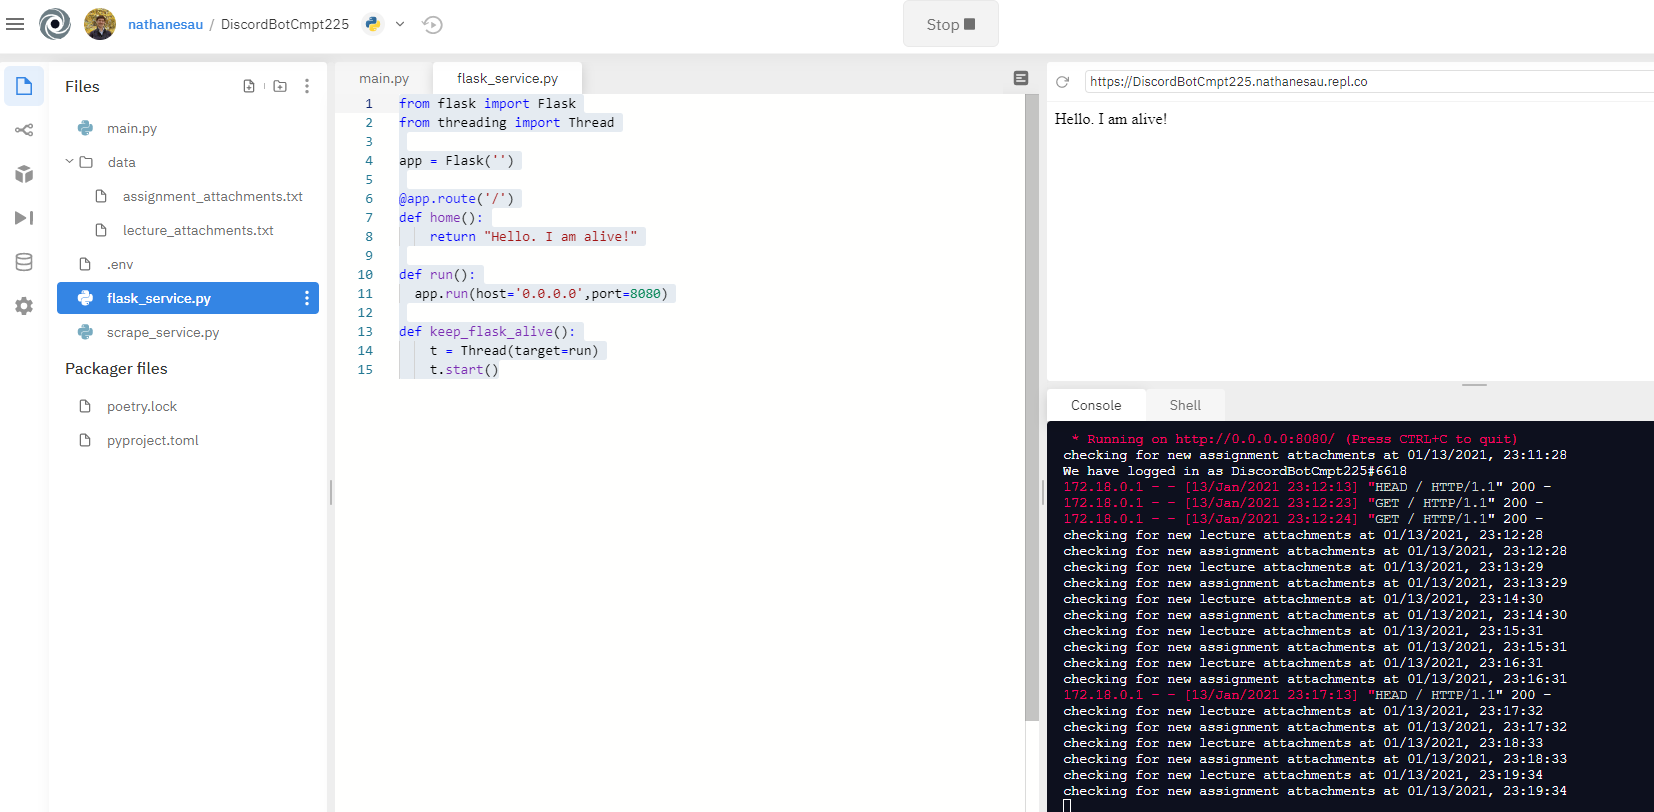 nathanesau / DiscordBotCmpt225
Stop
Files
main.py
data
assignment_attachments.txt
lecture_attachments.txt
.env
flask_service.py
scrape_service.py
Packager files
poetry.lock
pyproject.toml
main.py
flask_service.py
1 from flask import Flask
2 from threading import Thread
3
4 app = Flask('')
5
6 @app.route('/')
7 def home():
8     return "Hello. I am alive!"
9
10 def run():
11   app.run(host='0.0.0.0',port=8080)
12
13 def keep_flask_alive():
14     t = Thread(target=run)
15     t.start()
https://DiscordBotCmpt225.nathanesau.repl.co
Hello. I am alive!
Console Shell
 * Running on http://0.0.0.0:8080/ (Press CTRL+C to quit)
checking for new assignment attachments at 01/13/2021, 23:11:28
We have logged in as DiscordBotCmpt225#6618
172.18.0.1 - - [13/Jan/2021 23:12:13] "HEAD / HTTP/1.1" 200 -
172.18.0.1 - - [13/Jan/2021 23:12:23] "GET / HTTP/1.1" 200 -
172.18.0.1 - - [13/Jan/2021 23:12:24] "GET / HTTP/1.1" 200 -
checking for new lecture attachments at 01/13/2021, 23:12:28
checking for new assignment attachments at 01/13/2021, 23:12:28
checking for new lecture attachments at 01/13/2021, 23:13:29
checking for new assignment attachments at 01/13/2021, 23:13:29
checking for new lecture attachments at 01/13/2021, 23:14:30
checking for new assignment attachments at 01/13/2021, 23:14:30
checking for new lecture attachments at 01/13/2021, 23:15:31
checking for new assignment attachments at 01/13/2021, 23:15:31
checking for new lecture attachments at 01/13/2021, 23:16:31
checking for new assignment attachments at 01/13/2021, 23:16:31
172.18.0.1 - - [13/Jan/2021 23:17:13] "HEAD / HTTP/1.1" 200 -
checking for new lecture attachments at 01/13/2021, 23:17:32
checking for new assignment attachments at 01/13/2021, 23:17:32
checking for new lecture attachments at 01/13/2021, 23:18:33
checking for new assignment attachments at 01/13/2021, 23:18:33
checking for new lecture attachments at 01/13/2021, 23:19:34
checking for new assignment attachments at 01/13/2021, 23:19:34